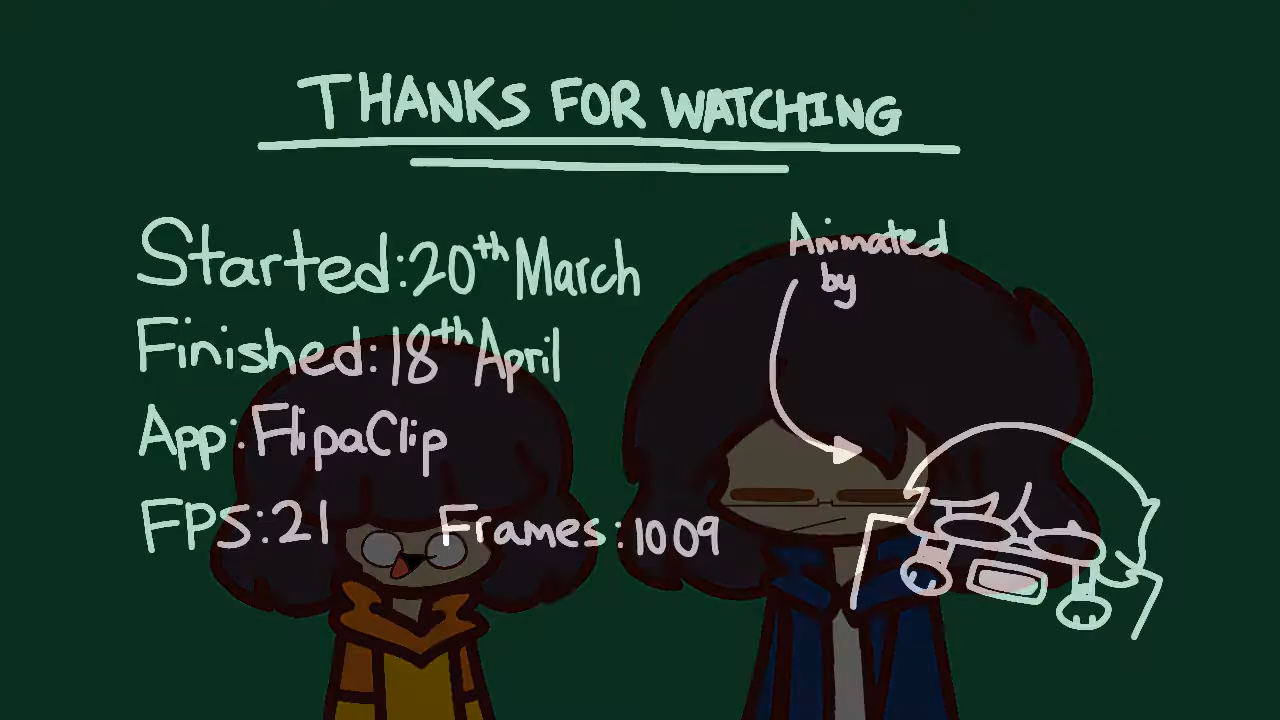 THANKS FOR WATCHING
Started: 20th March
Animated
by
Finished: 18th April
App: FlipaClip
FPS: 21 Frames: 1009